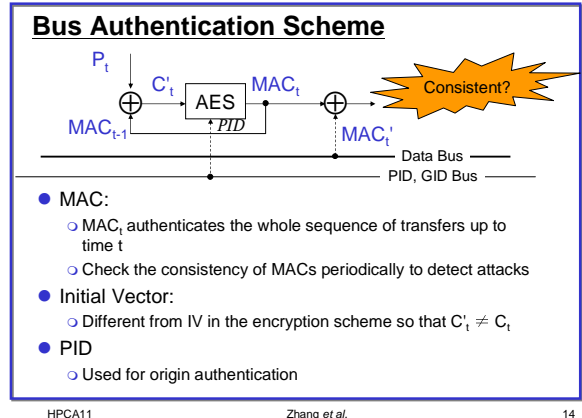 Bus Authentication Scheme
Pt
C't
AES
MACt
Consistent?
MACt-1
PID
MACt'
Data Bus
PID, GID Bus
MAC:
MACt authenticates the whole sequence of transfers up to
time t
Check the consistency of MACs periodically to detect attacks
Initial Vector:
Different from IV in the encryption scheme so that C't ≠ Ct
PID
Used for origin authentication
HPCA11
Zhang et al.
14